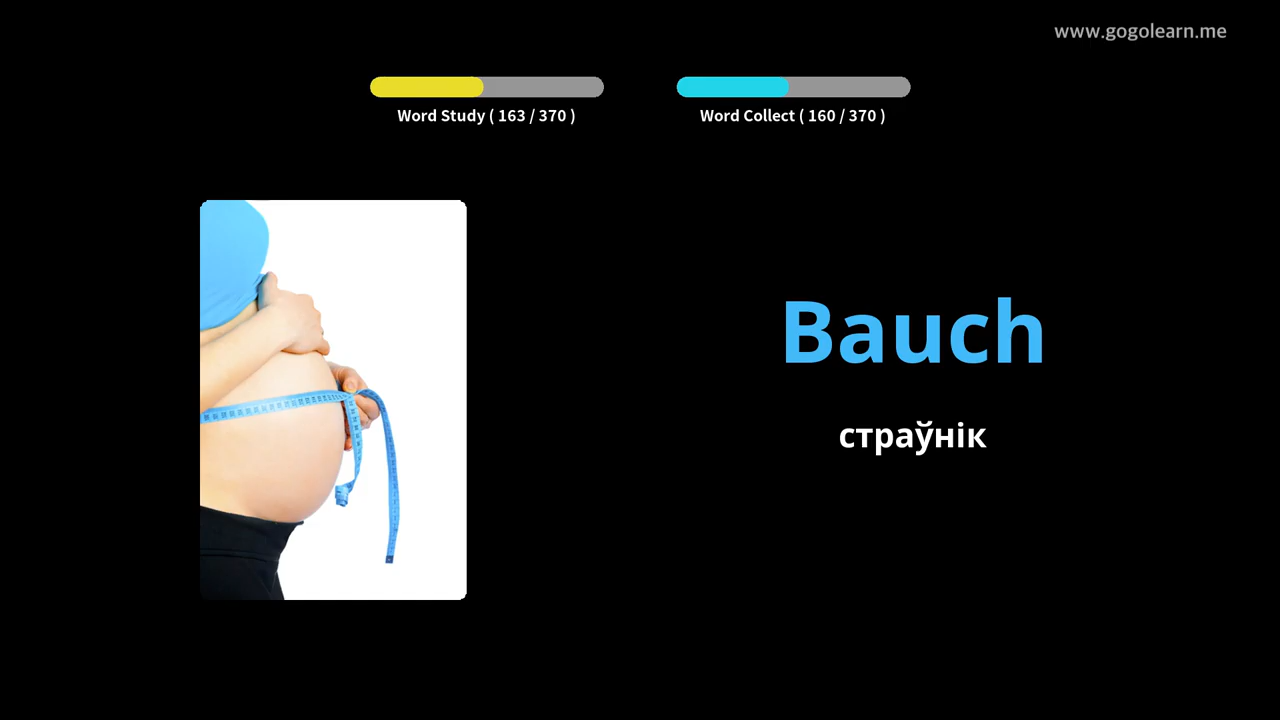 www.gogolearn.me
Word Study ( 163 / 370 )
Word Collect ( 160 / 370 )
Bauch
страўнік